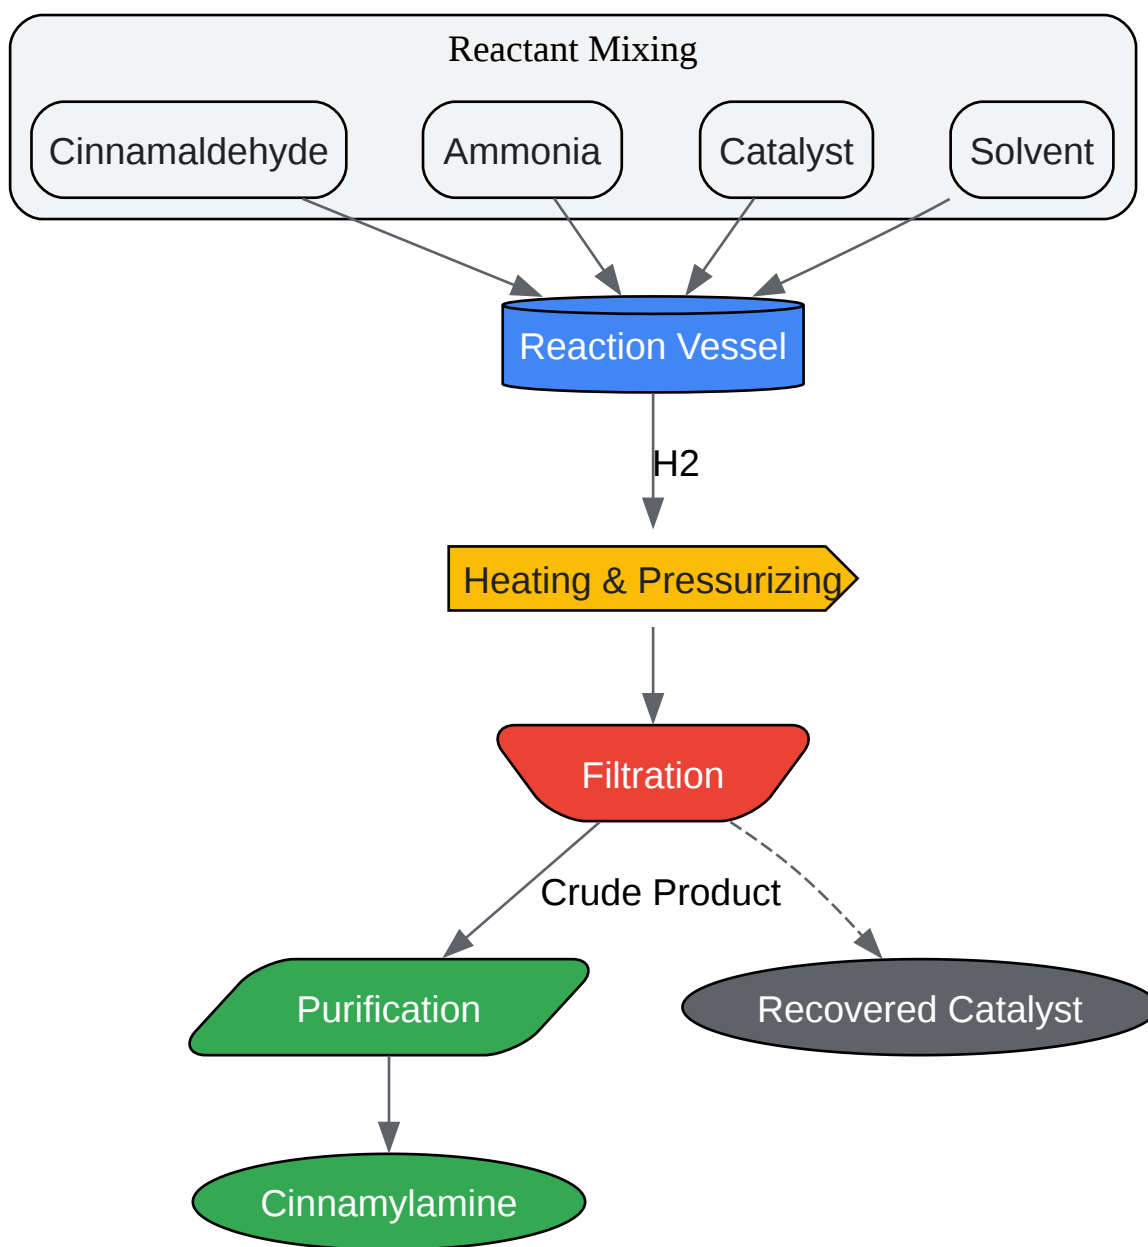 Reactant Mixing
Cinnamaldehyde
Ammonia
Catalyst
Solvent
Reaction Vessel
H2
Heating & Pressurizing
Filtration
Crude Product
Purification
Recovered Catalyst
Cinnamylamine